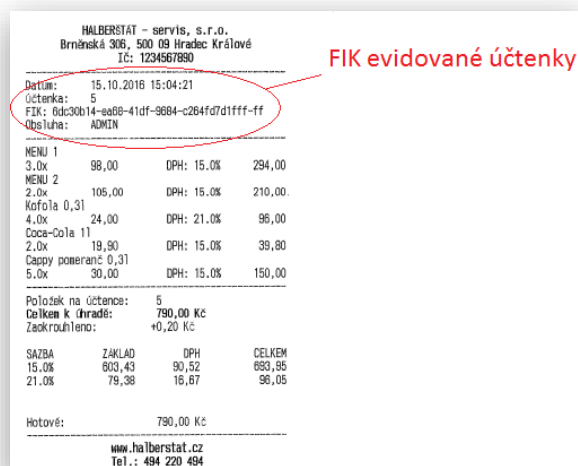 HALBERSTAT - servis, s.r.o.
Brněnská 306, 500 09 Hradec Králové
Ič: 1234567890
FIK evidované účtenky
Datum: 15.10.2016 15:04:21
Účtenka: 5
FIK: 6dc30b14-ea68-41df-9684-c264fd7d1fff-ff
Obsluha: ADMIN
MENU 1
3.0x 98,00 DPH: 15.0% 294,00
MENU 2
2.0x 105,00 DPH: 15.0% 210,00
Kofola 0,3l
4.0x 24,00 DPH: 21.0% 96,00
Coca-Cola 1l
2.0x 19,90 DPH: 15.0% 39,80
Cappy pomeranč 0,3l
5.0x 30,00 DPH: 15.0% 150,00
Položek na účtence: 5
Celkem k úhradě: 790,00 Kč
Zaokrouhleno: +0,20 Kč
SAZBA ZÁKLAD DPH CELKEM
15.0% 603,43 90,52 693,95
21.0% 79,38 16,67 96,05
Hotově: 790,00 Kč
www.halberstat.cz
Tel.: 494 220 494